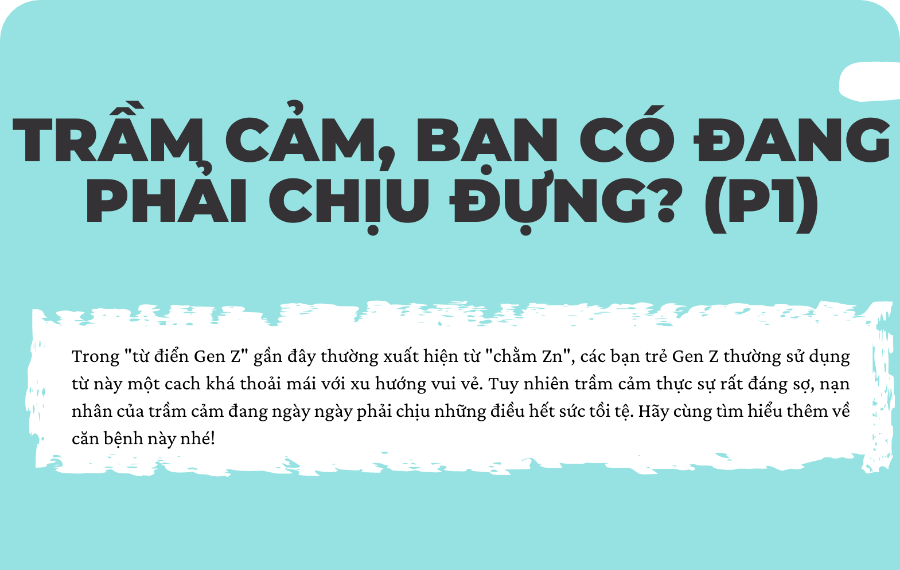 TRẦM CẢM, BẠN CÓ ĐANG
PHẢI CHỊU ĐỰNG? (P1)
Trong "từ điển Gen Z" gần đây thường xuất hiện từ "chằm Zn", các bạn trẻ Gen Z thường sử dụng
từ này một cach khá thoải mái với xu hướng vui vẻ. Tuy nhiên trầm cảm thực sự rất đáng sợ, nạn
nhân của trầm cảm đang ngày ngày phải chịu những điều hết sức tồi tệ. Hãy cùng tìm hiểu thêm về
căn bệnh này nhé!